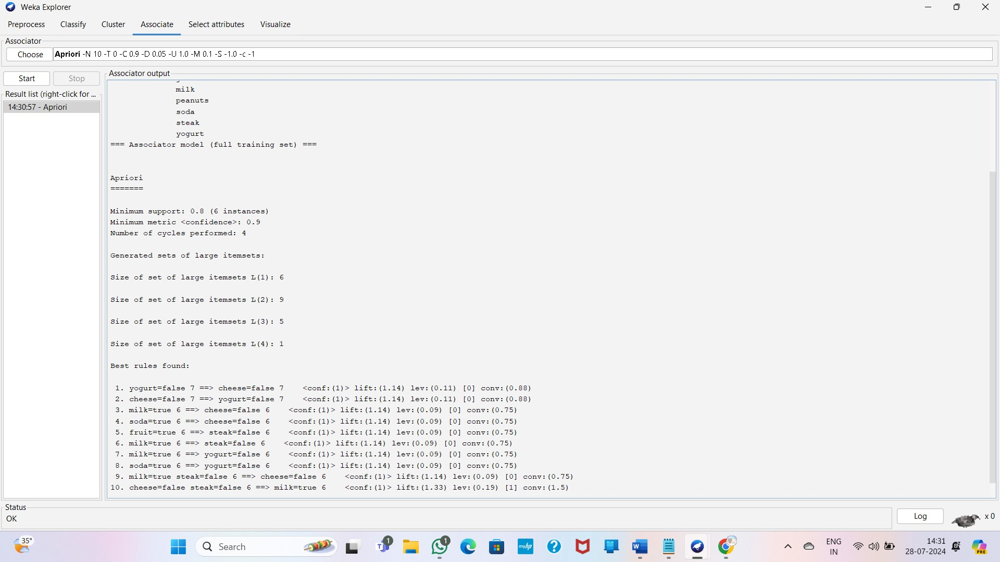 Weka Explorer
Preprocess Classify Cluster Associate Select attributes Visualize
Associator
Choose Apriori -N 10 -T 0 -C 0.9 -D 0.05 -U 1.0 -M 0.1 -S -1.0 -c -1
Start Stop
Associator output
Result list (right-click for ...
14:30:57 - Apriori
milk
peanuts
soda
steak
yogurt
=== Associator model (full training set) ===
Apriori
=======
Minimum support: 0.8 (6 instances)
Minimum metric <confidence>: 0.9
Number of cycles performed: 4
Generated sets of large itemsets:
Size of set of large itemsets L(1): 6
Size of set of large itemsets L(2): 9
Size of set of large itemsets L(3): 5
Size of set of large itemsets L(4): 1
Best rules found:
1. yogurt=false 7 ==> cheese=false 7 <conf:(1)> lift:(1.14) lev:(0.11) [0] conv:(0.88)
2. cheese=false 7 ==> yogurt=false 7 <conf:(1)> lift:(1.14) lev:(0.11) [0] conv:(0.88)
3. milk=true 6 ==> cheese=false 6 <conf:(1)> lift:(1.14) lev:(0.09) [0] conv:(0.75)
4. soda=true 6 ==> cheese=false 6 <conf:(1)> lift:(1.14) lev:(0.09) [0] conv:(0.75)
5. fruit=true 6 ==> steak=false 6 <conf:(1)> lift:(1.14) lev:(0.09) [0] conv:(0.75)
6. milk=true 6 ==> steak=false 6 <conf:(1)> lift:(1.14) lev:(0.09) [0] conv:(0.75)
7. milk=true 6 ==> yogurt=false 6 <conf:(1)> lift:(1.14) lev:(0.09) [0] conv:(0.75)
8. soda=true 6 ==> yogurt=false 6 <conf:(1)> lift:(1.14) lev:(0.09) [0] conv:(0.75)
9. milk=true steak=false 6 ==> cheese=false 6 <conf:(1)> lift:(1.14) lev:(0.09) [0] conv:(0.75)
10. cheese=false steak=false 6 ==> milk=true 6 <conf:(1)> lift:(1.33) lev:(0.19) [1] conv:(1.5)
Status
OK
Log
x 0
35°
Search
1
1
myhp
ENG
IN
14:31
28-07-2024
PRE